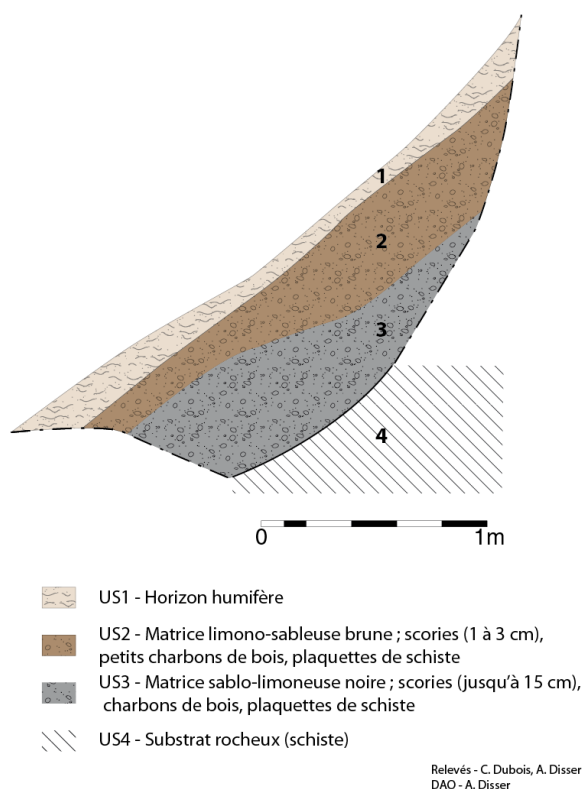 1
2
3
4
0 1m
US1 - Horizon humifère
US2 - Matrice limono-sableuse brune ; scories (1 à 3 cm),
petits charbons de bois, plaquettes de schiste
US3 - Matrice sablo-limoneuse noire ; scories (jusqu'à 15 cm),
charbons de bois, plaquettes de schiste
US4 - Substrat rocheux (schiste)
Relevés - C. Dubois, A. Disser
DAO - A. Disser